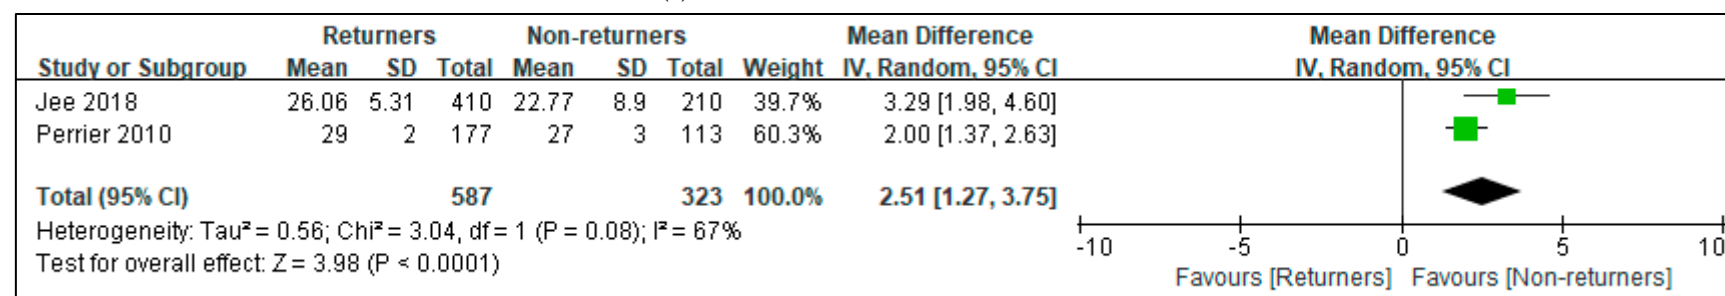 Returners Non-returners Mean Difference Mean Difference
Study or Subgroup Mean SD Total Mean SD Total Weight IV, Random, 95% CI IV, Random, 95% CI
Jee 2018 26.06 5.31 410 22.77 8.9 210 39.7% 3.29 [1.98, 4.60]
Perrier 2010 29 2 177 27 3 113 60.3% 2.00 [1.37, 2.63]
Total (95% CI) 587 323 100.0% 2.51 [1.27, 3.75]
Heterogeneity: Tau² = 0.56; Chi² = 3.04, df = 1 (P = 0.08); I² = 67%
Test for overall effect: Z = 3.98 (P < 0.0001)
-10 -5 0 5 10
Favours [Returners] Favours [Non-returners]